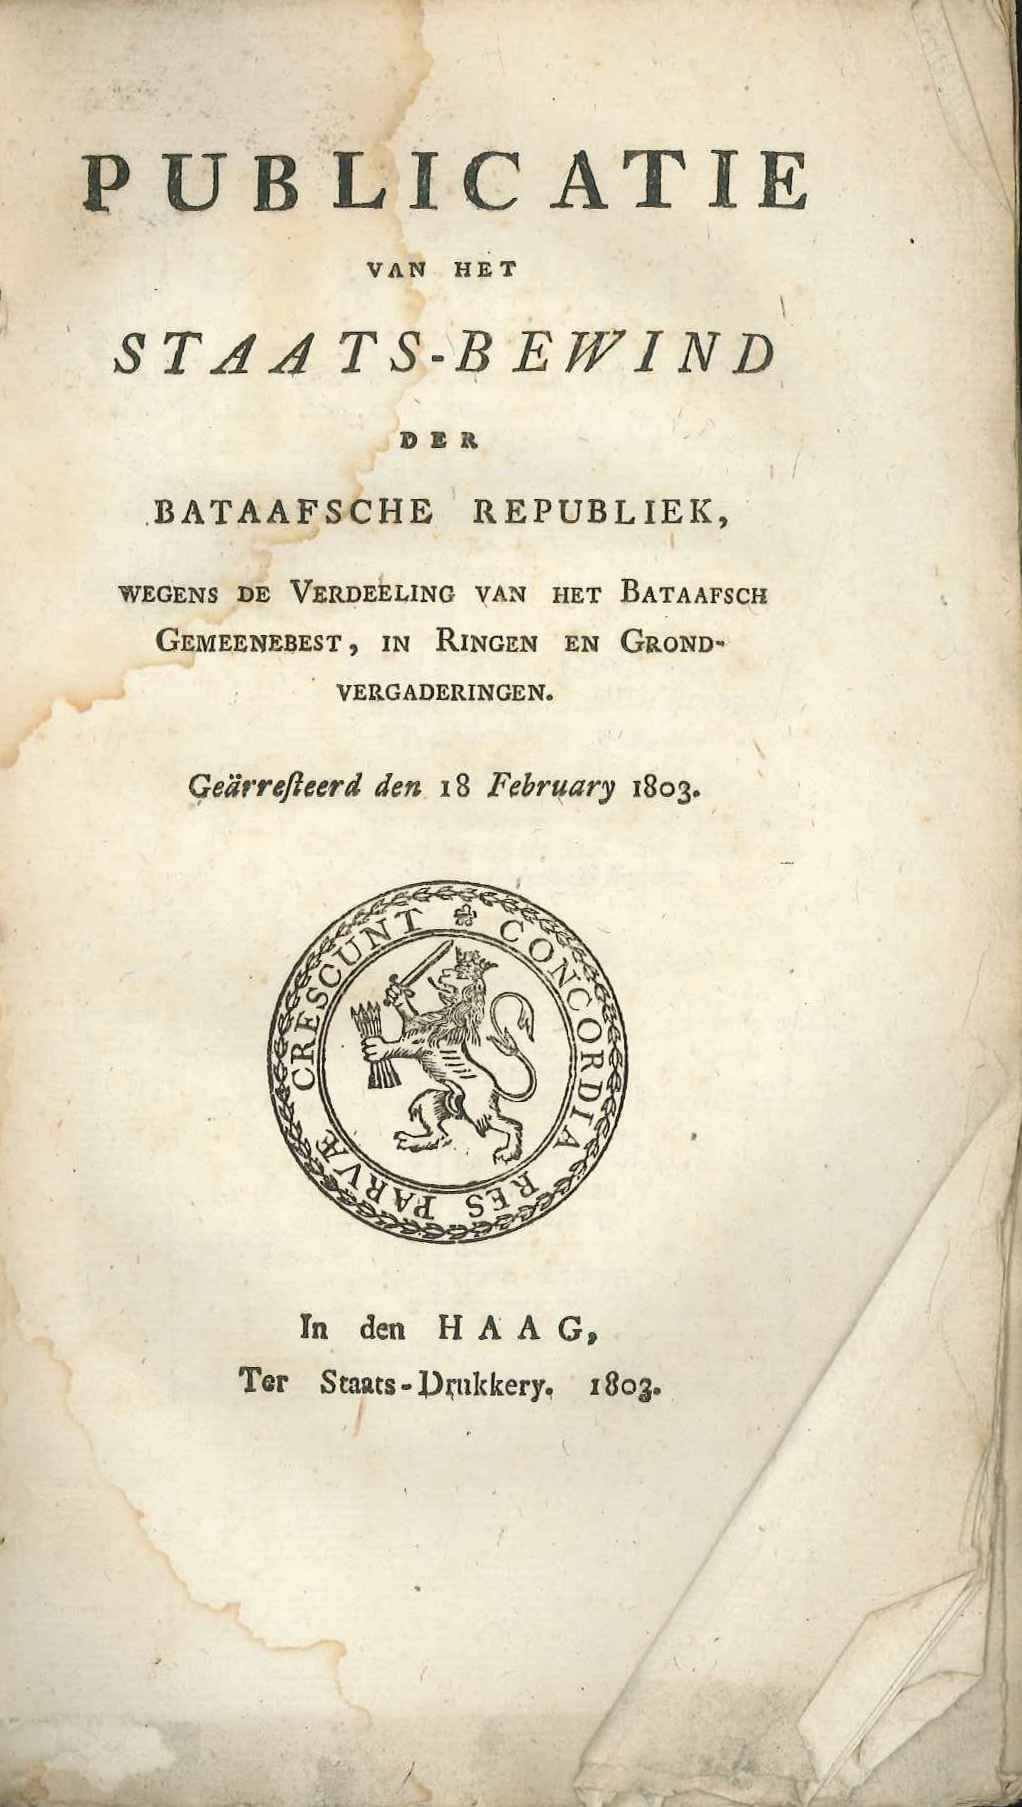 PUBLICATIE
VAN HET
STAATS-BEWIND
DER
BATAAFSCHE REPUBLIEK,
WEGENS DE VERDEELING VAN HET BATAAFSCH
GEMEENEBEST, IN RINGEN EN GROND-
VERGADERINGEN.
Geärreſteerd den 18 February 1803.
CONCORDIA RES PARVÆ CRESCUNT
In den HAAG,
Ter Staats-Drukkery. 1803.